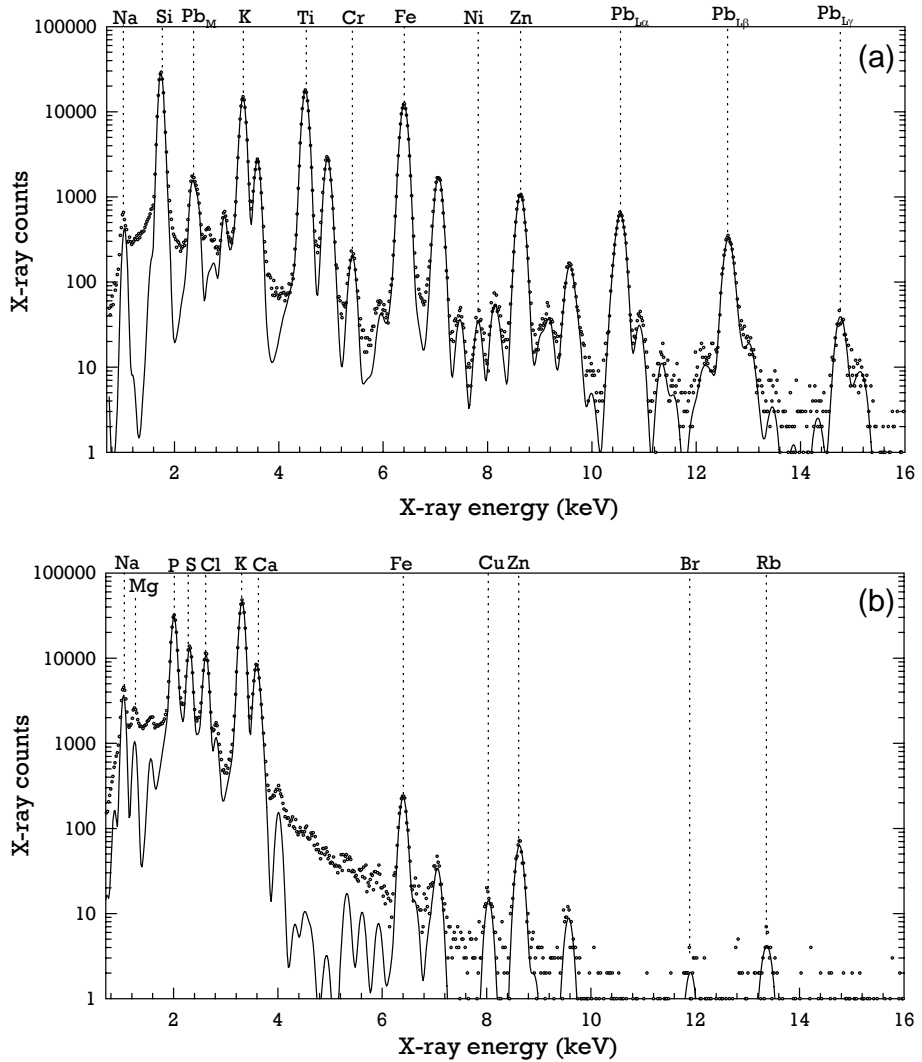 Na Si Pb_M K Ti Cr Fe Ni Zn Pb_Lα Pb_Lβ Pb_Lγ
(a)
100000
10000
1000
100
10
1
X-ray counts
2 4 6 8 10 12 14 16
X-ray energy (keV)
Na P S Cl K Ca Fe Cu Zn Br Rb
Mg
(b)
100000
10000
1000
100
10
1
X-ray counts
2 4 6 8 10 12 14 16
X-ray energy (keV)